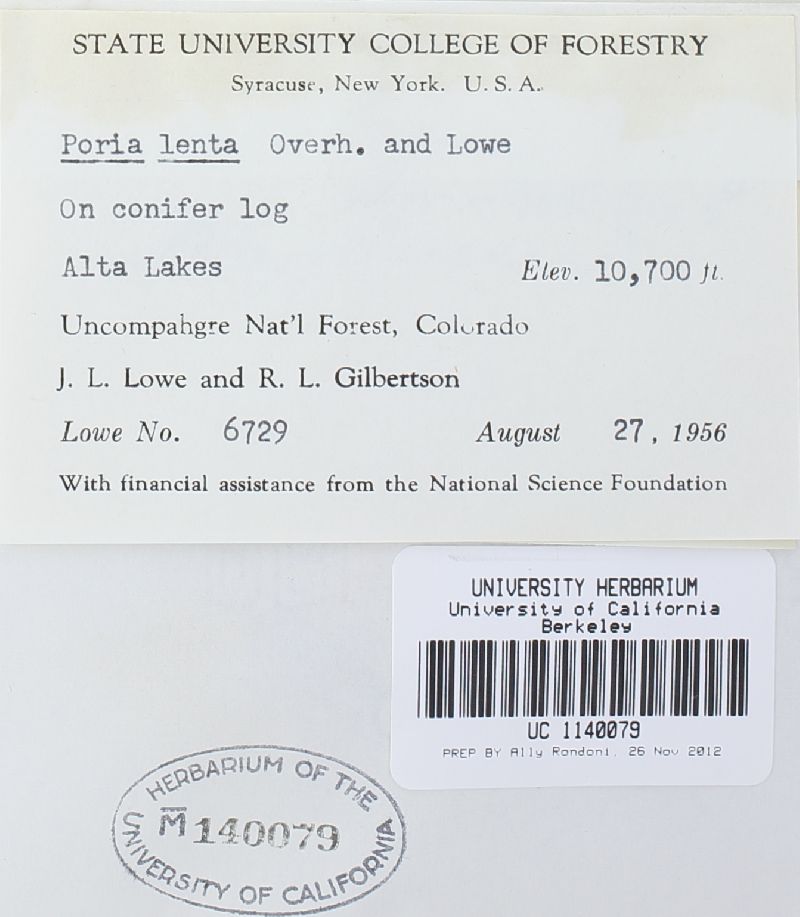 STATE UNIVERSITY COLLEGE OF FORESTRY
Syracuse, New York. U. S. A.
Poria lenta Overh. and Lowe
On conifer log
Alta Lakes Elev. 10,700 ft.
Uncompahgre Nat'l Forest, Colorado
J. L. Lowe and R. L. Gilbertson
Lowe No. 6729 August 27, 1956
With financial assistance from the National Science Foundation
UNIVERSITY HERBARIUM
University of California
Berkeley
UC 1140079
PREP BY Ally Rondoni, 26 Nov 2012
HERBARIUM OF THE
M 140079
UNIVERSITY OF CALIFORNIA